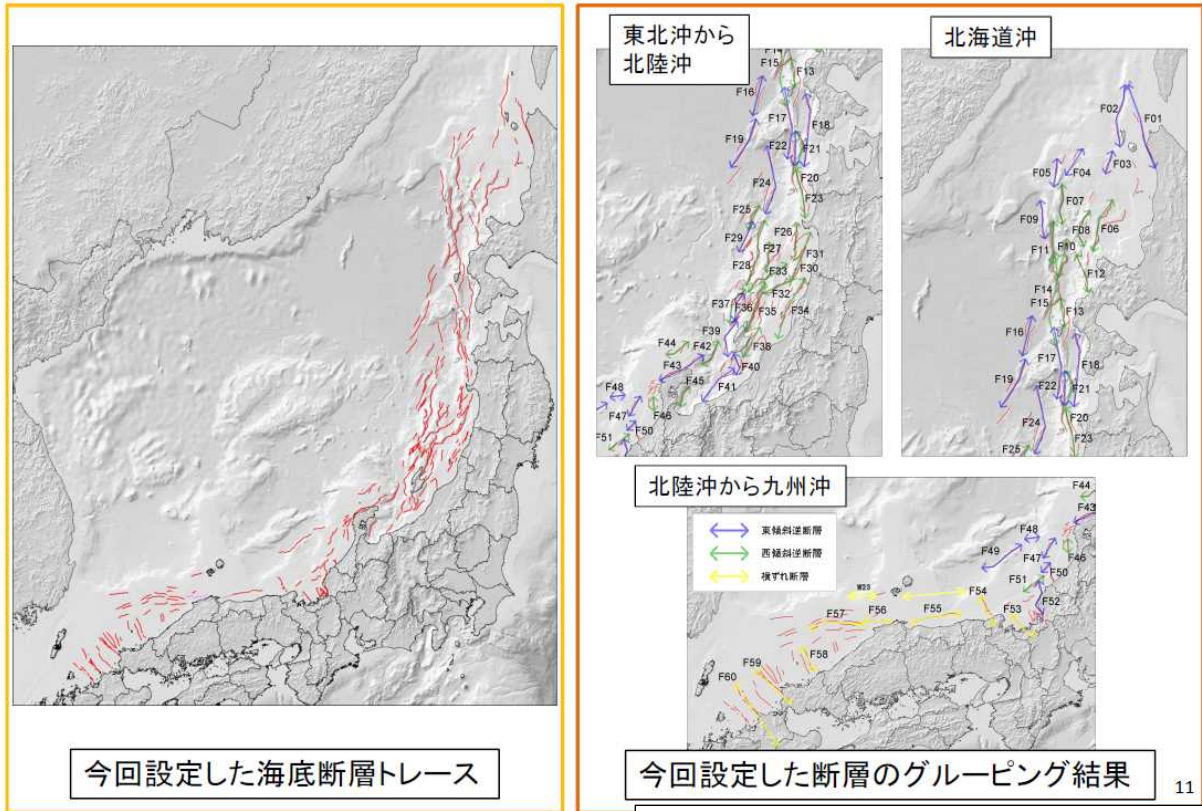 今回設定した海底断層トレース
東北沖から
北陸沖
F14
F15
F13
F16
F17
F18
F19
F22
F21
F20
F24
F23
F25
F26
F29
F27
F31
F28
F33
F30
F32
F37
F36
F35
F34
F39
F38
F44
F42
F43
F40
F41
F45
F48
F47
F46
F50
F51
北海道沖
F02
F01
F03
F05
F04
F07
F09
F08
F06
F11
F10
F12
F14
F15
F13
F16
F17
F18
F19
F22
F21
F20
F24
F23
F25
北陸沖から九州沖
東傾斜逆断層
西傾斜逆断層
横ずれ断層
F44
F43
F48
F49
F47
F46
F50
F51
W23
F54
F52
F57
F56
F55
F53
F58
F59
F60
今回設定した断層のグルーピング結果
11